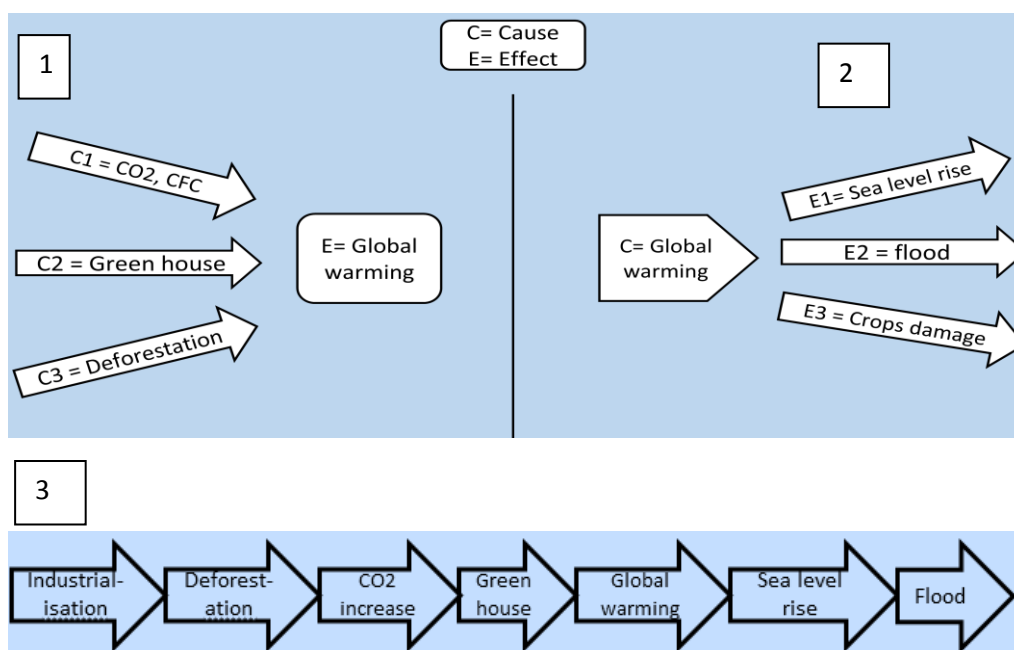 1
C= Cause
E= Effect
2
C1 = CO2, CFC
C2 = Green house
C3 = Deforestation
E= Global
warming
C= Global
warming
E1= Sea level rise
E2 = flood
E3 = Crops damage
3
Industrial-
isation
Deforest-
ation
CO2
increase
Green
house
Global
warming
Sea level
rise
Flood